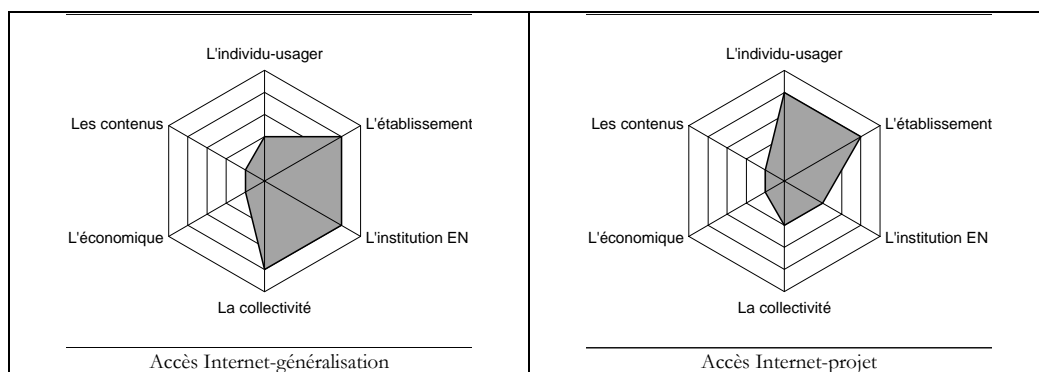 L'individu-usager
Les contenus
L'établissement
L'économique
L'institution EN
La collectivité
Accès Internet-généralisation
L'individu-usager
Les contenus
L'établissement
L'économique
L'institution EN
La collectivité
Accès Internet-projet